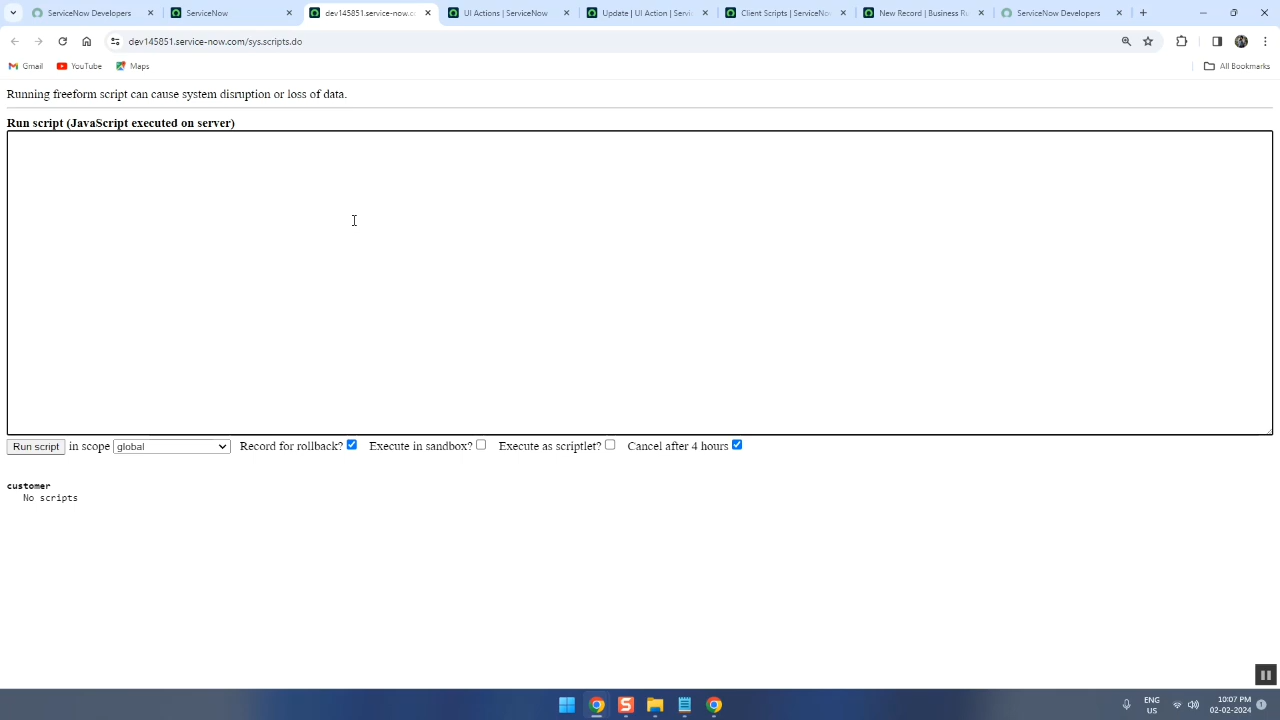 ServiceNow Developers
ServiceNow
dev145851.service-now.c
UI Actions | ServiceNow
Update | UI Action | Servi
Client Scripts | ServiceNo
New Record | Business Ru
ServiceNow Developers
dev145851.service-now.com/sys.scripts.do
Gmail
YouTube
Maps
All Bookmarks
Running freeform script can cause system disruption or loss of data.
Run script (JavaScript executed on server)
Run script in scope global Record for rollback? Execute in sandbox? Execute as scriptlet? Cancel after 4 hours
customer
No scripts
ENG
US
10:07 PM
02-02-2024